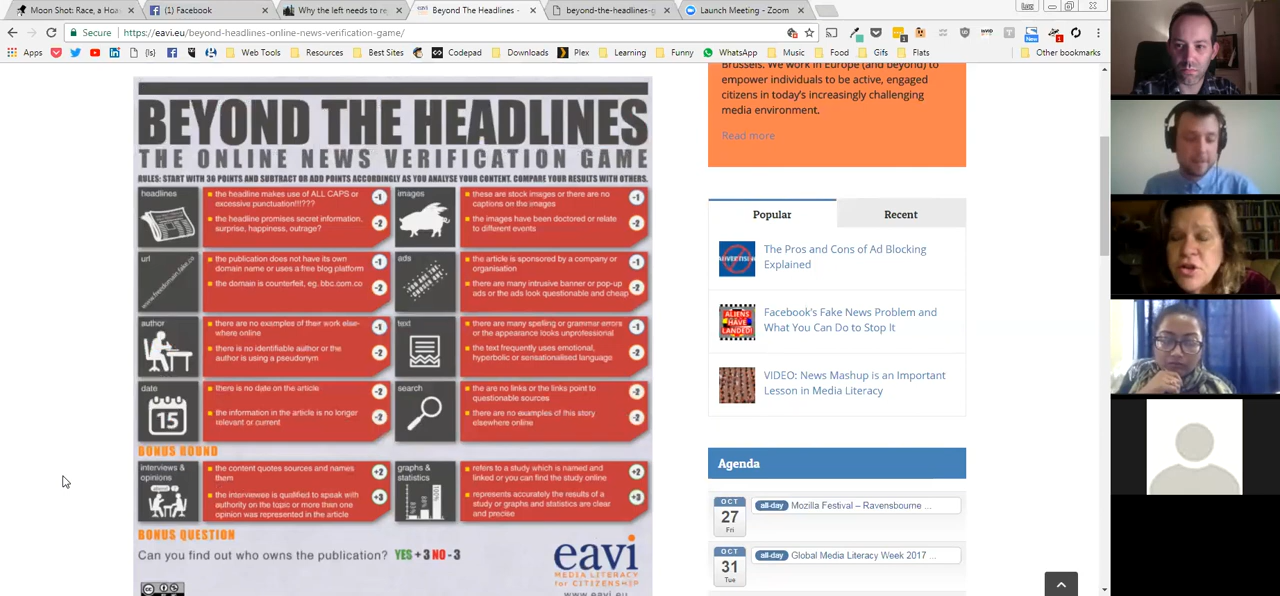 Moon Shot: Race, a Hoa
(1) Facebook
Why the left needs to re
Beyond The Headlines -
beyond-the-headlines-g
Launch Meeting - Zoom
Secure
https://eavi.eu/beyond-headlines-online-news-verification-game/
Apps
(ls)
Web Tools
Resources
Best Sites
Codepad
Downloads
Plex
Learning
Funny
WhatsApp
Music
Food
Gifs
Flats
Other bookmarks
BEYOND THE HEADLINES
THE ONLINE NEWS VERIFICATION GAME
RULES: START WITH 36 POINTS AND SUBTRACT OR ADD POINTS ACCORDINGLY AS YOU ANALYSE YOUR CONTENT. COMPARE YOUR RESULTS WITH OTHERS.
headlines
the headline makes use of ALL CAPS or
excessive punctuation!!!???
-1
the headline promises secret information,
surprise, happiness, outrage?
-2
images
these are stock images or there are no
captions on the images
-1
the images have been doctored or relate
to different events
-2
url
www.freedomain.fake.co
the publication does not have its own
domain name or uses a free blog platform
-1
the domain is counterfeit, eg. bbc.com.co
-2
ads
YOU ARE THE
CHOSEN ONE!
the article is sponsored by a company or
organisation
-1
there are many intrusive banner or pop-up
ads or the ads look questionable and cheap
-2
author
there are no examples of their work else-
where online
-1
there is no identifiable author or the
author is using a pseudonym
-2
text
there are many spelling or grammar errors
or the appearance looks unprofessional
-1
the text frequently uses emotional,
hyperbolic or sensationalised language
-2
date
15
there is no date on the article
-2
the information in the article is no longer
relevant or current
-2
search
the are no links or the links point to
questionable sources
-2
there are no examples of this story
elsewhere online
-2
BONUS ROUND
interviews &
opinions
the content quotes sources and names
them
+2
the interviewee is qualified to speak with
authority on the topic or more than one
opinion was represented in the article
+3
graphs &
statistics
refers to a study which is named and
linked or you can find the study online
+2
represents accurately the results of a
study or graphs and statistics are clear
and precise
+3
BONUS QUESTION
Can you find out who owns the publication? YES + 3 NO - 3
eavi
MEDIA LITERACY
for CITIZENSHIP
www.eavi.eu
Brussels. We work in Europe (and beyond) to
empower individuals to be active, engaged
citizens in today's increasingly challenging
media environment.
Read more
Popular
Recent
ADVERTISING
The Pros and Cons of Ad Blocking
Explained
ALIENS
HAVE
LANDED!
Facebook's Fake News Problem and
What You Can Do to Stop It
VIDEO: News Mashup is an Important
Lesson in Media Literacy
Agenda
OCT
27
Fri
all-day
Mozilla Festival – Ravensbourne ...
OCT
31
Tue
all-day
Global Media Literacy Week 2017 ...